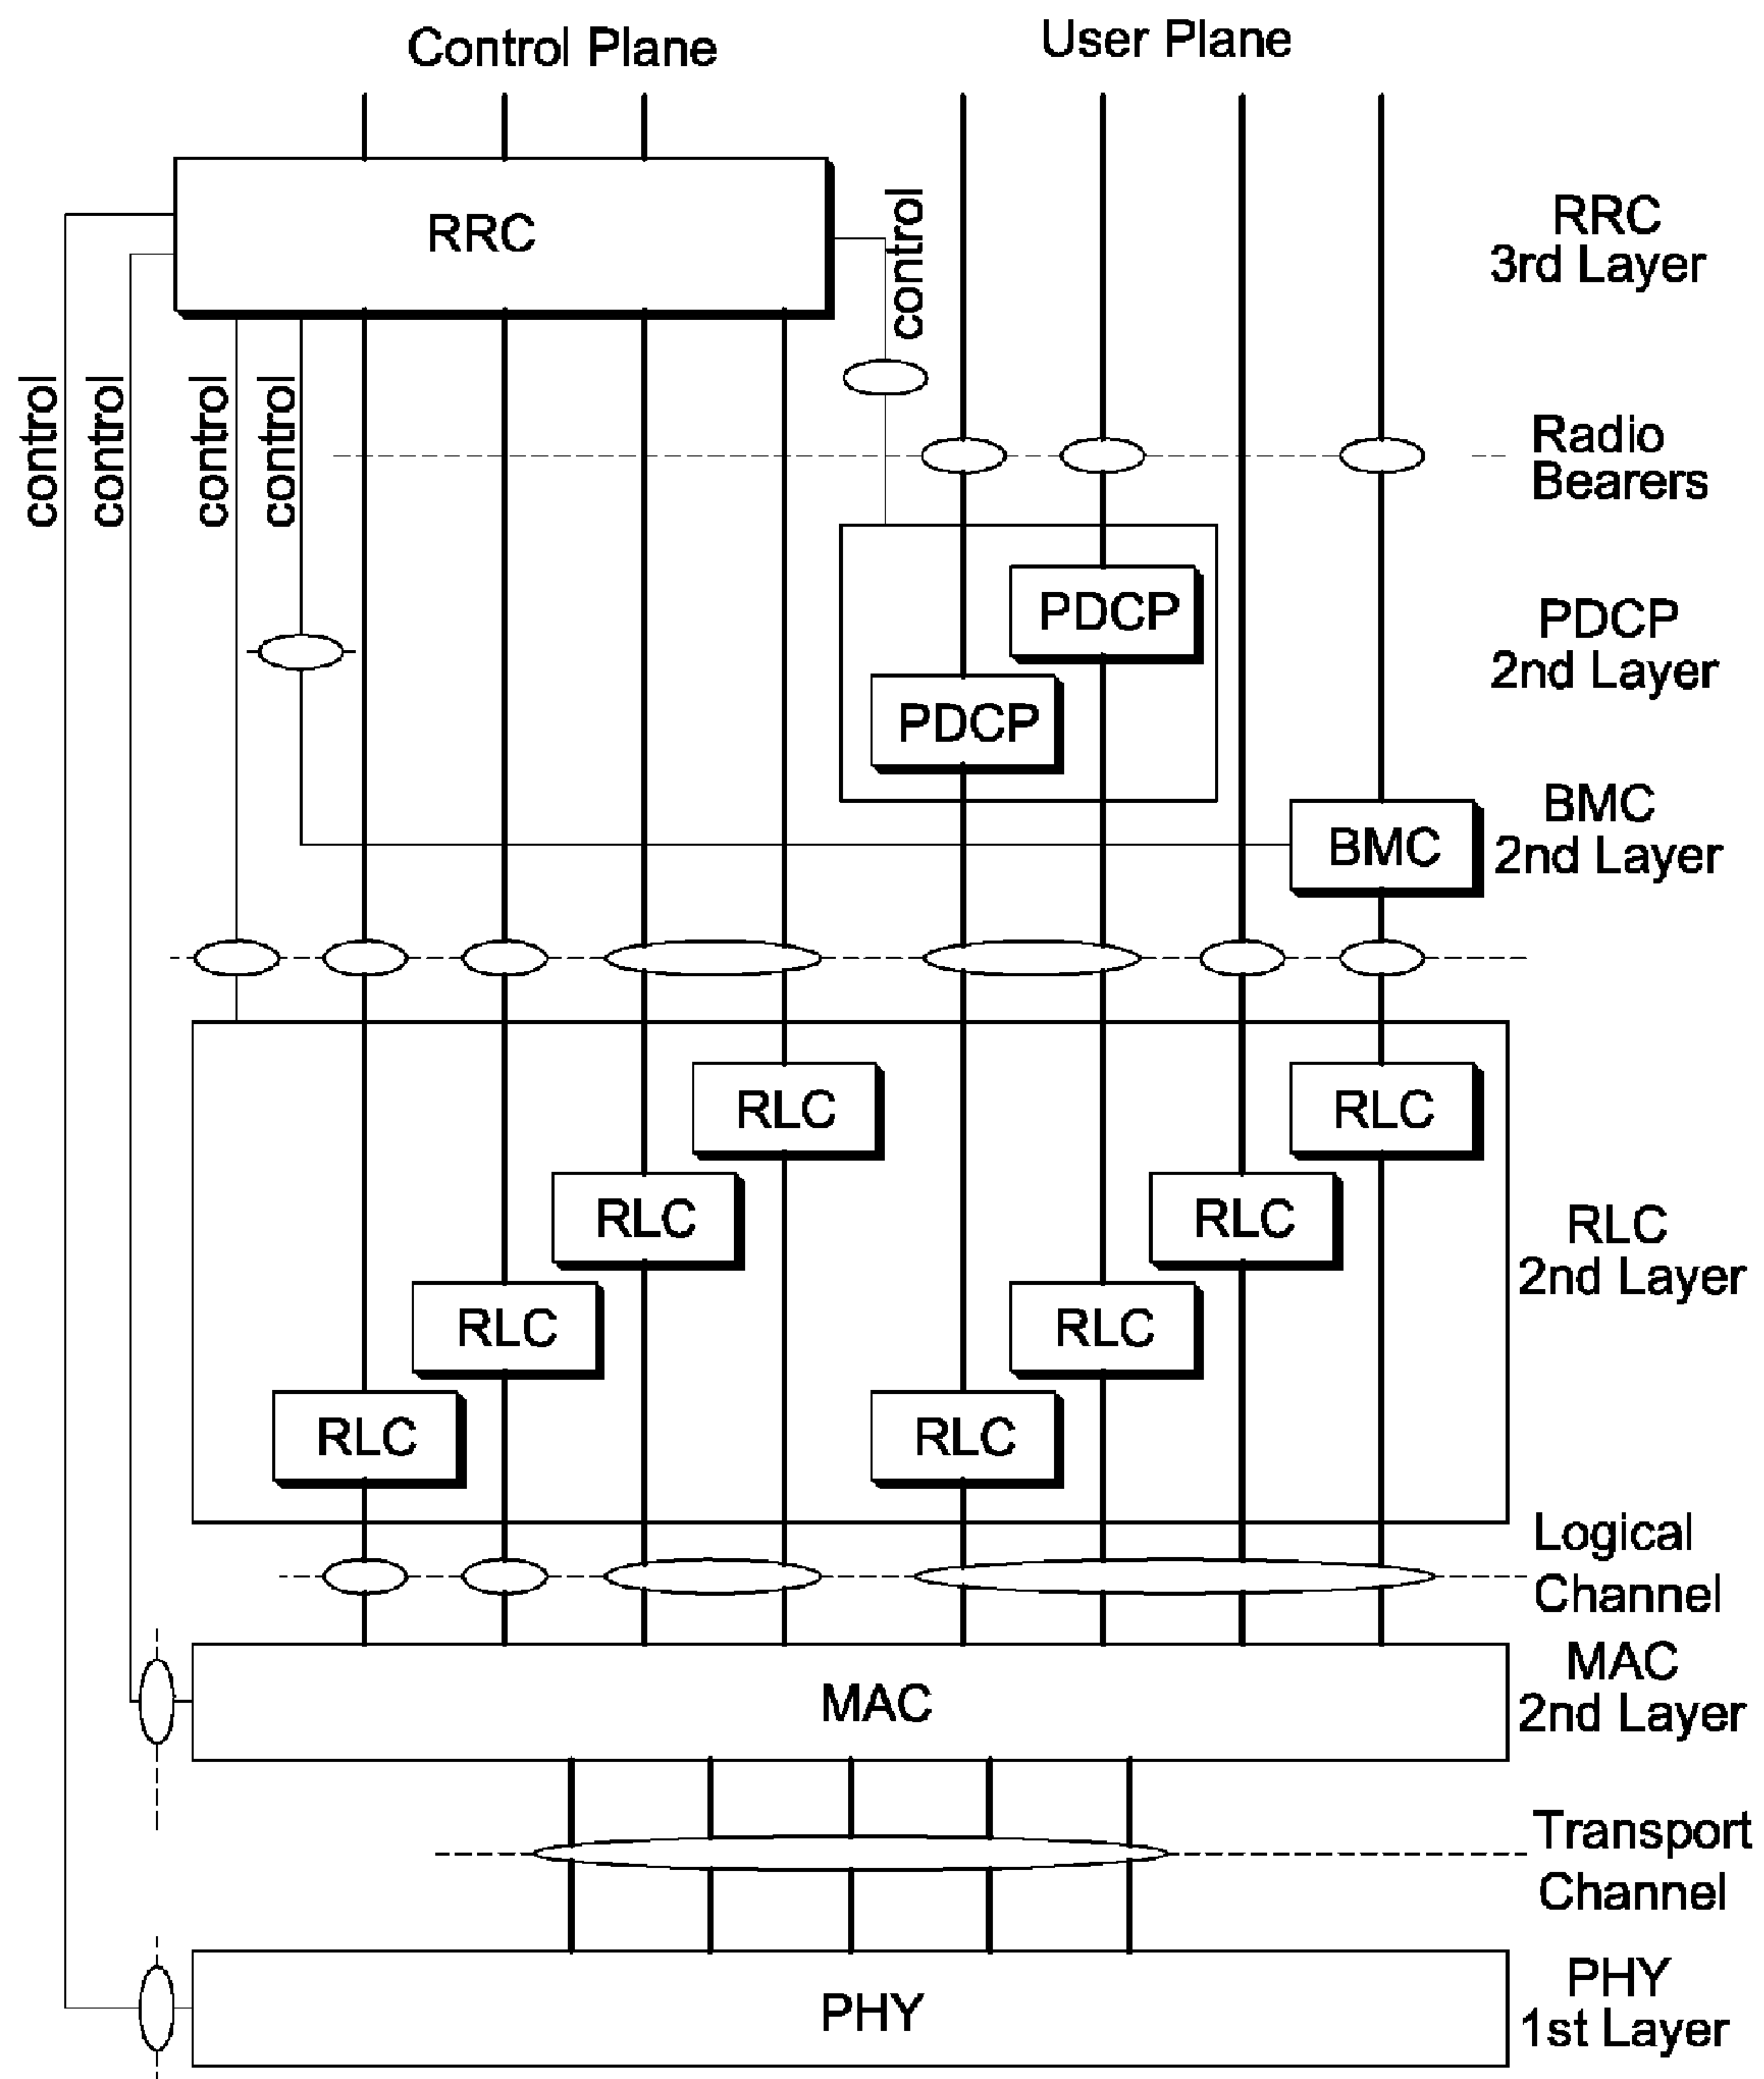 Control Plane
User Plane
RRC
control
RRC
3rd Layer
control
control
control
control
Radio
Bearers
PDCP
PDCP
PDCP
2nd Layer
BMC
BMC
2nd Layer
RLC
RLC
RLC
RLC
RLC
2nd Layer
RLC
RLC
RLC
RLC
Logical
Channel
MAC
MAC
2nd Layer
Transport
Channel
PHY
PHY
1st Layer